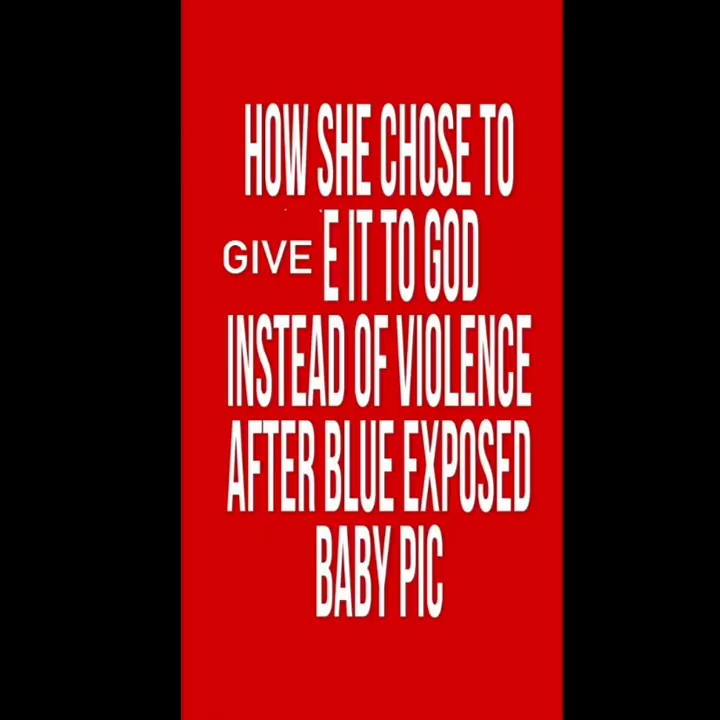 HOW SHE CHOSE TO
GIVE E IT TO GOD
INSTEAD OF VIOLENCE
AFTER BLUE EXPOSED
BABY PIC